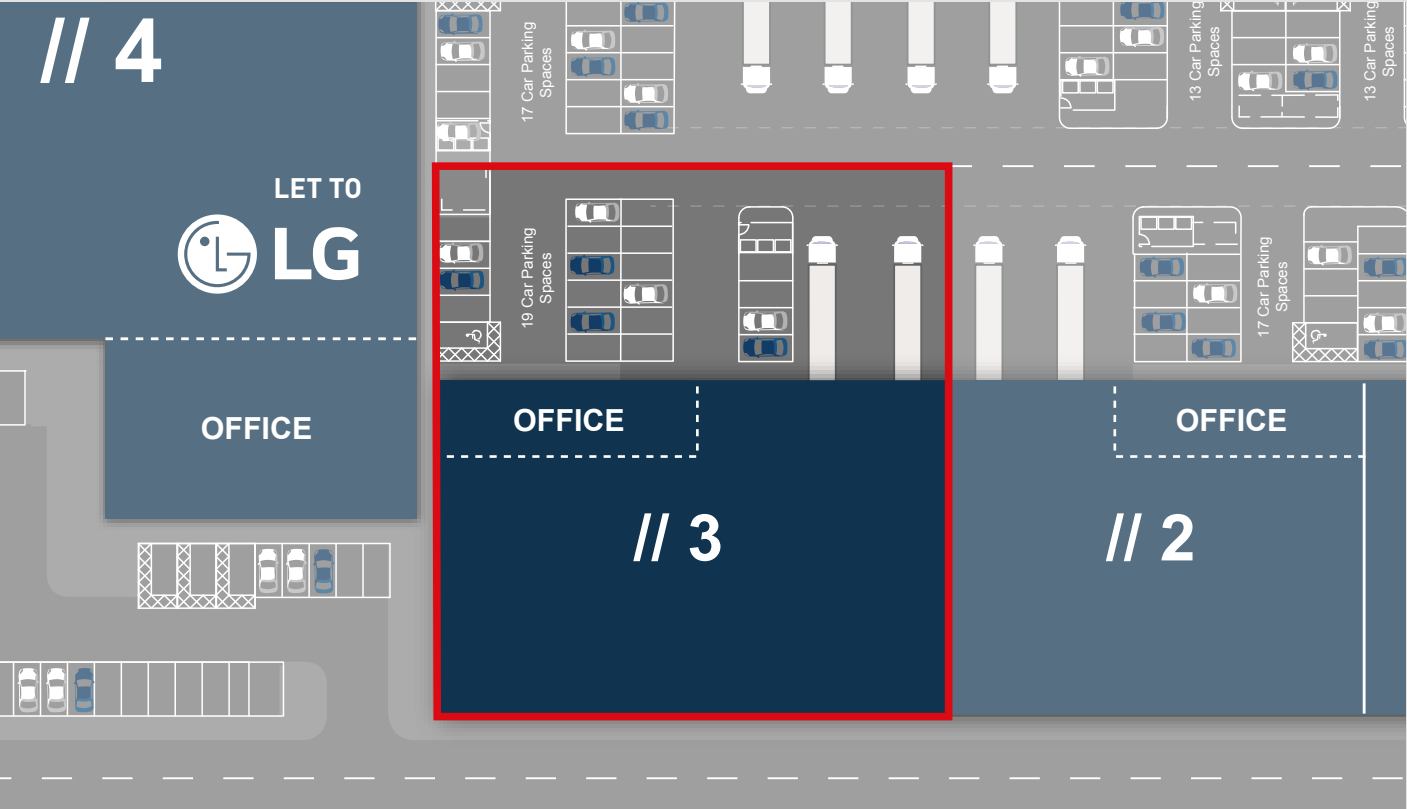 // 4
17 Car Parking
Spaces
13 Car Parking
Spaces
13 Car Parking
Spaces
LET TO
LG
LG
19 Car Parking
Spaces
17 Car Parking
Spaces
OFFICE
OFFICE
OFFICE
// 3
// 2